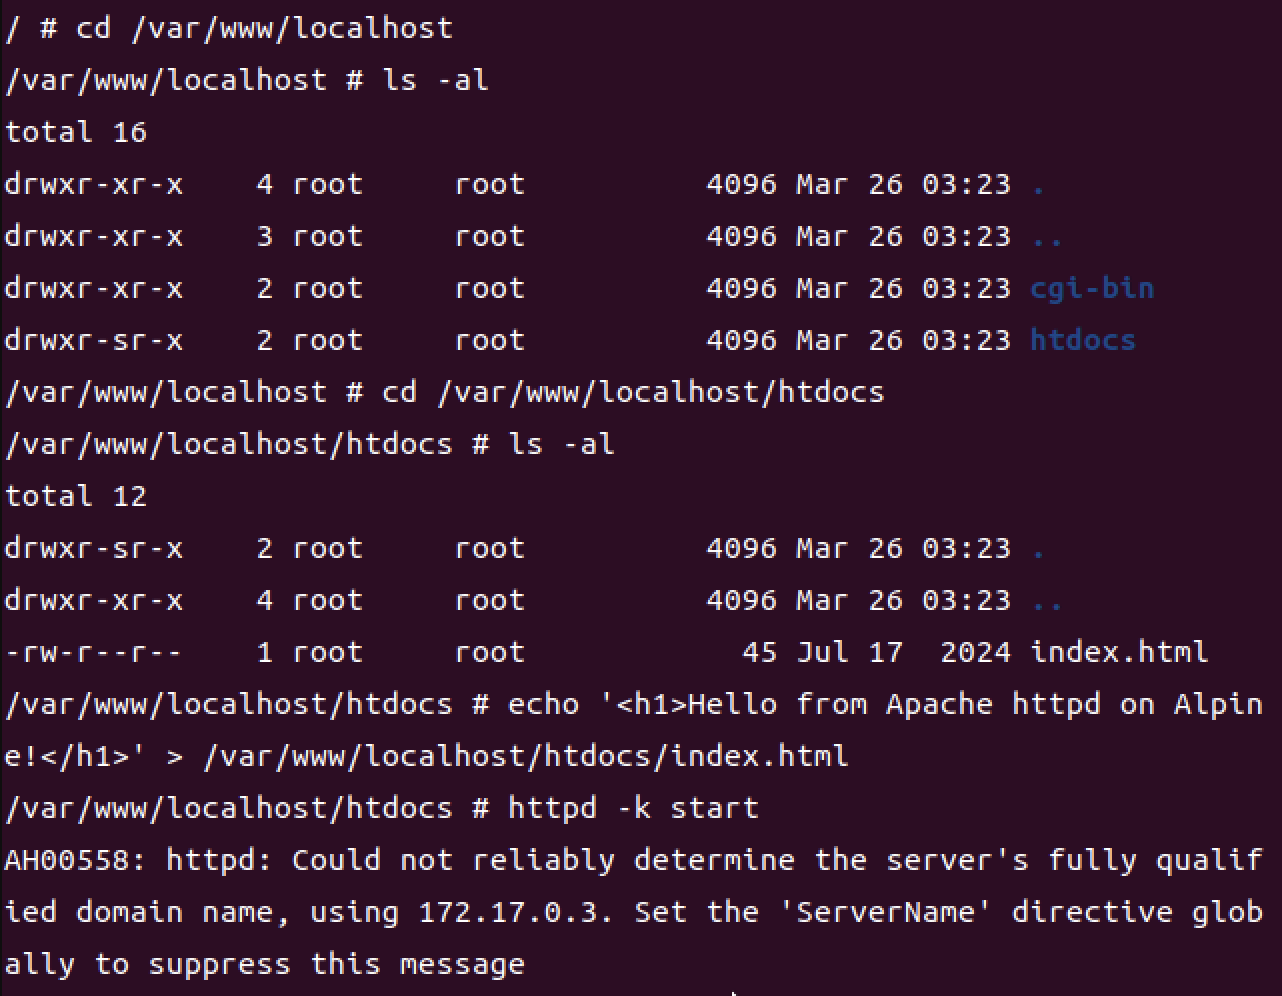 / # cd /var/www/localhost
/var/www/localhost # ls -al
total 16
drwxr-xr-x    4 root     root          4096 Mar 26 03:23 .
drwxr-xr-x    3 root     root          4096 Mar 26 03:23 ..
drwxr-xr-x    2 root     root          4096 Mar 26 03:23 cgi-bin
drwxr-sr-x    2 root     root          4096 Mar 26 03:23 htdocs
/var/www/localhost # cd /var/www/localhost/htdocs
/var/www/localhost/htdocs # ls -al
total 12
drwxr-sr-x    2 root     root          4096 Mar 26 03:23 .
drwxr-xr-x    4 root     root          4096 Mar 26 03:23 ..
-rw-r--r--    1 root     root            45 Jul 17  2024 index.html
/var/www/localhost/htdocs # echo '<h1>Hello from Apache httpd on Alpin
e!</h1>' > /var/www/localhost/htdocs/index.html
/var/www/localhost/htdocs # httpd -k start
AH00558: httpd: Could not reliably determine the server's fully qualif
ied domain name, using 172.17.0.3. Set the 'ServerName' directive glob
ally to suppress this message